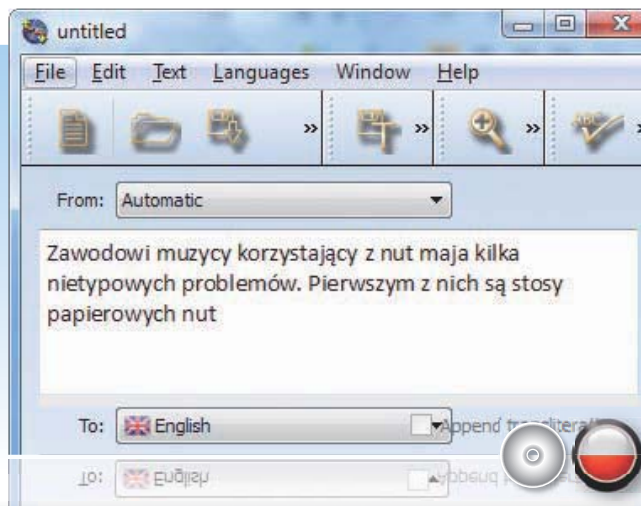 untitled
File Edit Text Languages Window Help
From: Automatic
Zawodowi muzycy korzystający z nut maja kilka
nietypowych problemów. Pierwszym z nich są stosy
papierowych nut
To: English Append